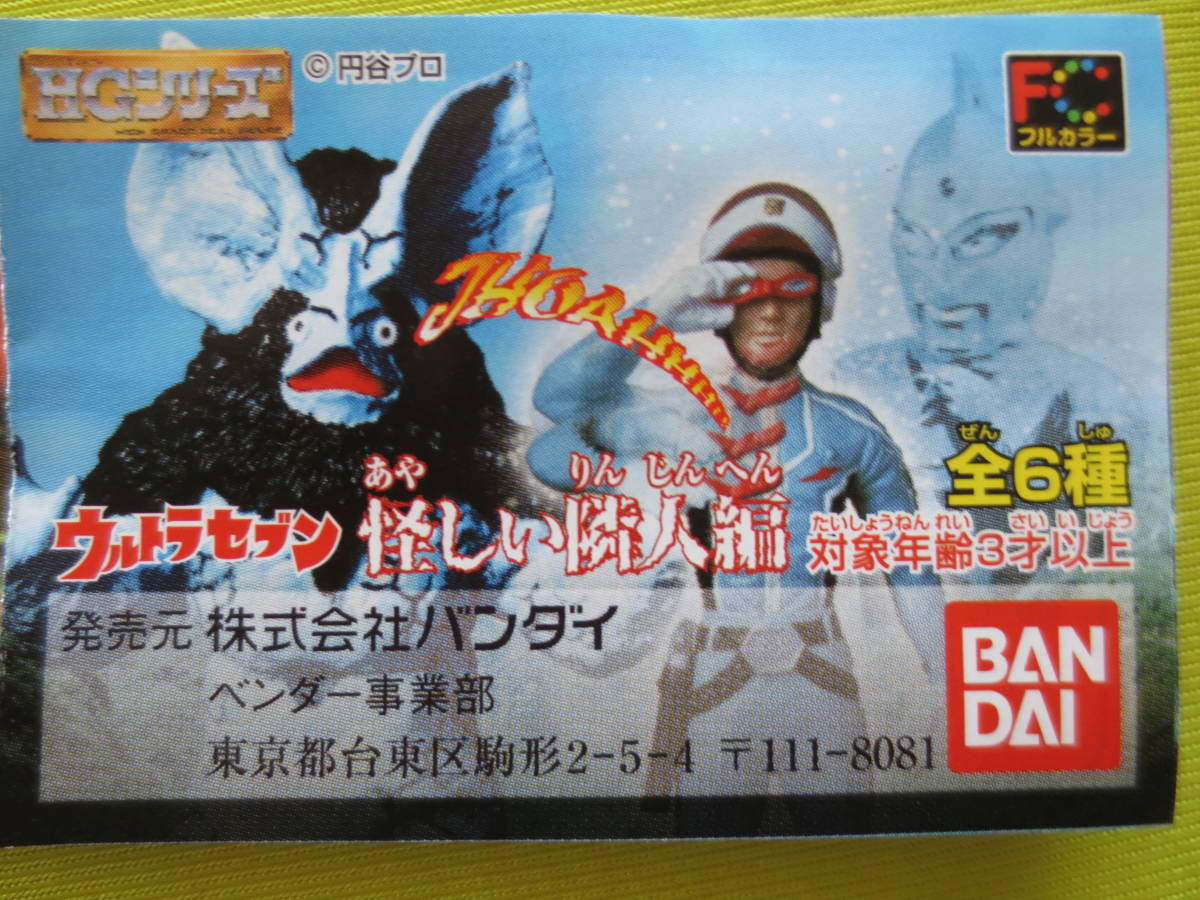 HGシリーズ
HIGH GRADE REAL FIGURE
© 円谷プロ
FC
フルカラー
JHOAHHH!!!
ぜん しゅ
全6種
あや りん じん へん
ウルトラセブン 怪しい隣人編
たいしょうねんれい さい い じょう
対象年齢3才以上
発売元 株式会社バンダイ
ベンダー事業部
東京都台東区駒形2-5-4 〒111-8081
BAN
DAI